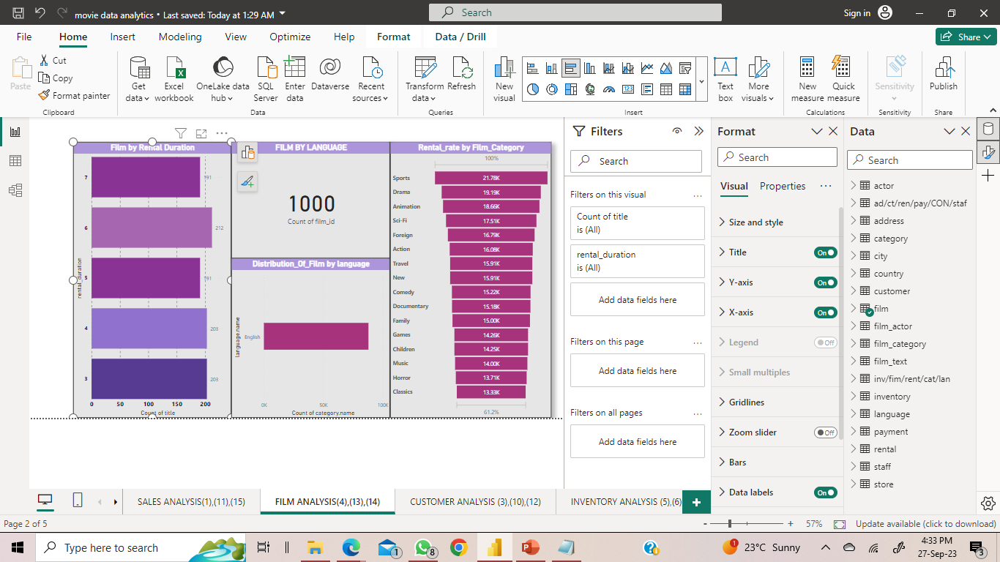 movie data analytics • Last saved: Today at 1:29 AM
Search
Sign in
File Home Insert Modeling View Optimize Help Format Data / Drill
Share
Paste
Cut
Copy
Format painter
Clipboard
Get data
Excel workbook
OneLake data hub
SQL Server
Enter data
Dataverse
Recent sources
Data
Transform data
Refresh
Queries
New visual
Text box
More visuals
Insert
New measure
Quick measure
Calculations
Sensitivity
Sensitivity
Publish
Share
Film by Rental Duration
7 191
6 212
5 191
4 203
3 203
rental_duration
0 50 100 150 200
Count of title
FILM BY LANGUAGE
1000
Count of film_id
Distribution_Of_Film by language
language.name
English
0K 50K 100K
Count of category.name
Rental_rate by Film_Category
100%
Sports 21.78K
Drama 19.19K
Animation 18.66K
Sci-Fi 17.51K
Foreign 16.79K
Action 16.08K
Travel 15.91K
New 15.91K
Comedy 15.22K
Documentary 15.18K
Family 15.00K
Games 14.26K
Children 14.25K
Music 14.00K
Horror 13.71K
Classics 13.33K
61.2%
Filters
Search
Filters on this visual
Count of title
is (All)
rental_duration
is (All)
Add data fields here
Filters on this page
Add data fields here
Filters on all pages
Add data fields here
Format
Search
Visual Properties
Size and style
Title On
Y-axis On
X-axis On
Legend Off
Small multiples
Gridlines
Zoom slider Off
Bars
Data labels On
Data
Search
actor
ad/ct/ren/pay/CON/staf
address
category
city
country
customer
film
film_actor
film_category
film_text
inv/fim/rent/cat/lan
inventory
language
payment
rental
staff
store
SALES ANALYSIS(1),(11),(15)
FILM ANALYSIS(4),(13),(14)
CUSTOMER ANALYSIS (3),(10),(12)
INVENTORY ANALYSIS (5),(6)
Page 2 of 5
57%
Update available (click to download)
Type here to search
1
8
1
23°C Sunny
4:33 PM
27-Sep-23
3